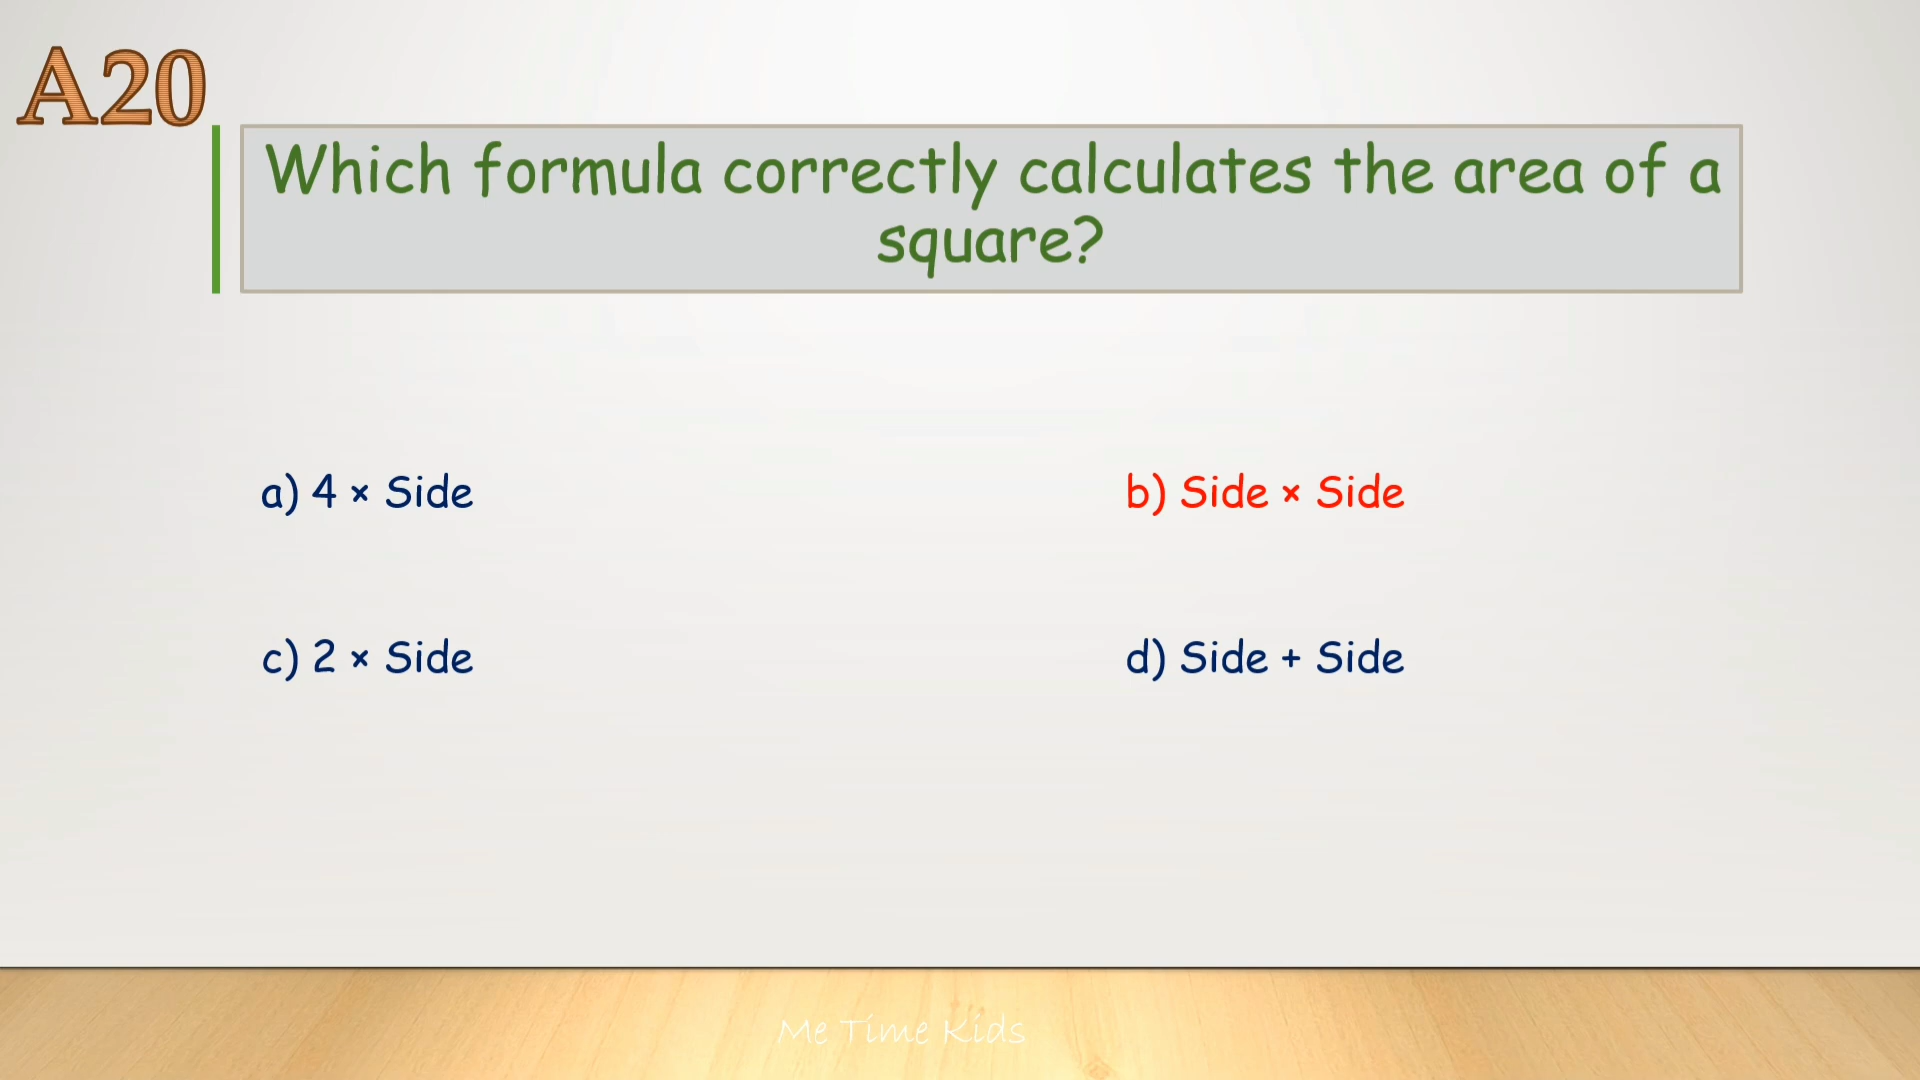 A20
Which formula correctly calculates the area of a
square?
a) 4 × Side
b) Side × Side
c) 2 × Side
d) Side + Side
Me Time Kids